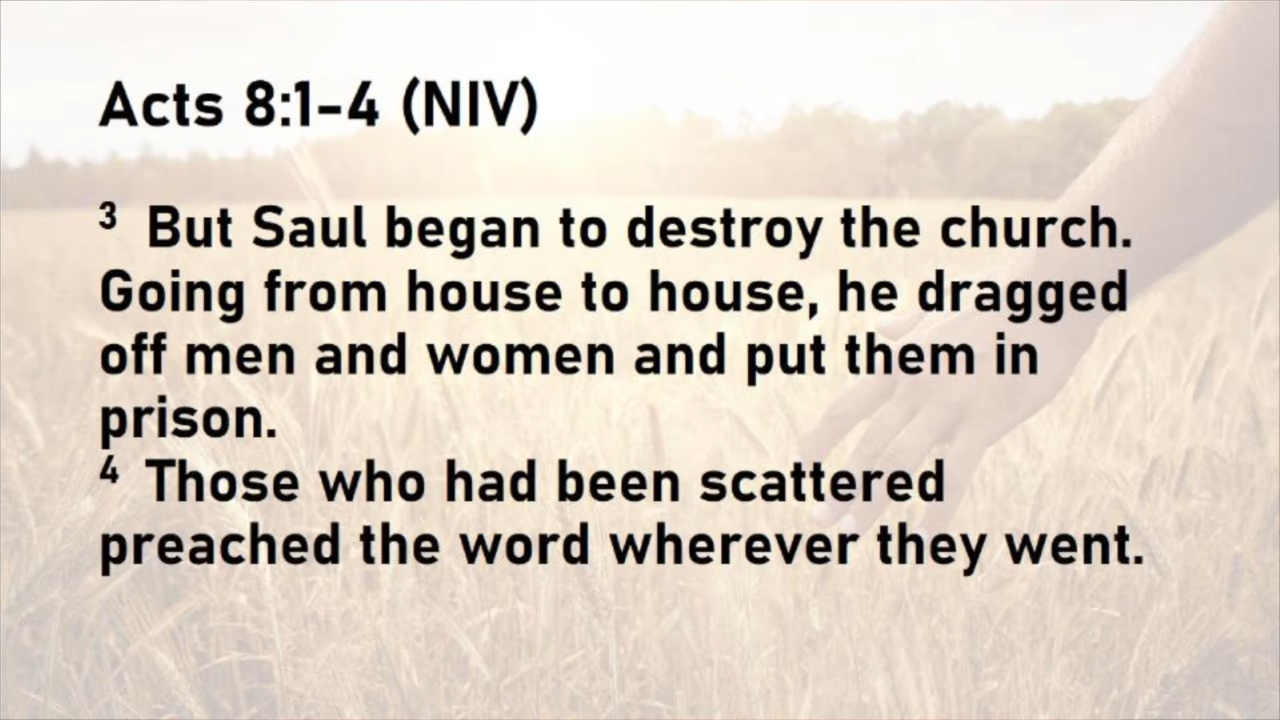 Acts 8:1-4 (NIV)
3 But Saul began to destroy the church.
Going from house to house, he dragged
off men and women and put them in
prison.
4 Those who had been scattered
preached the word wherever they went.